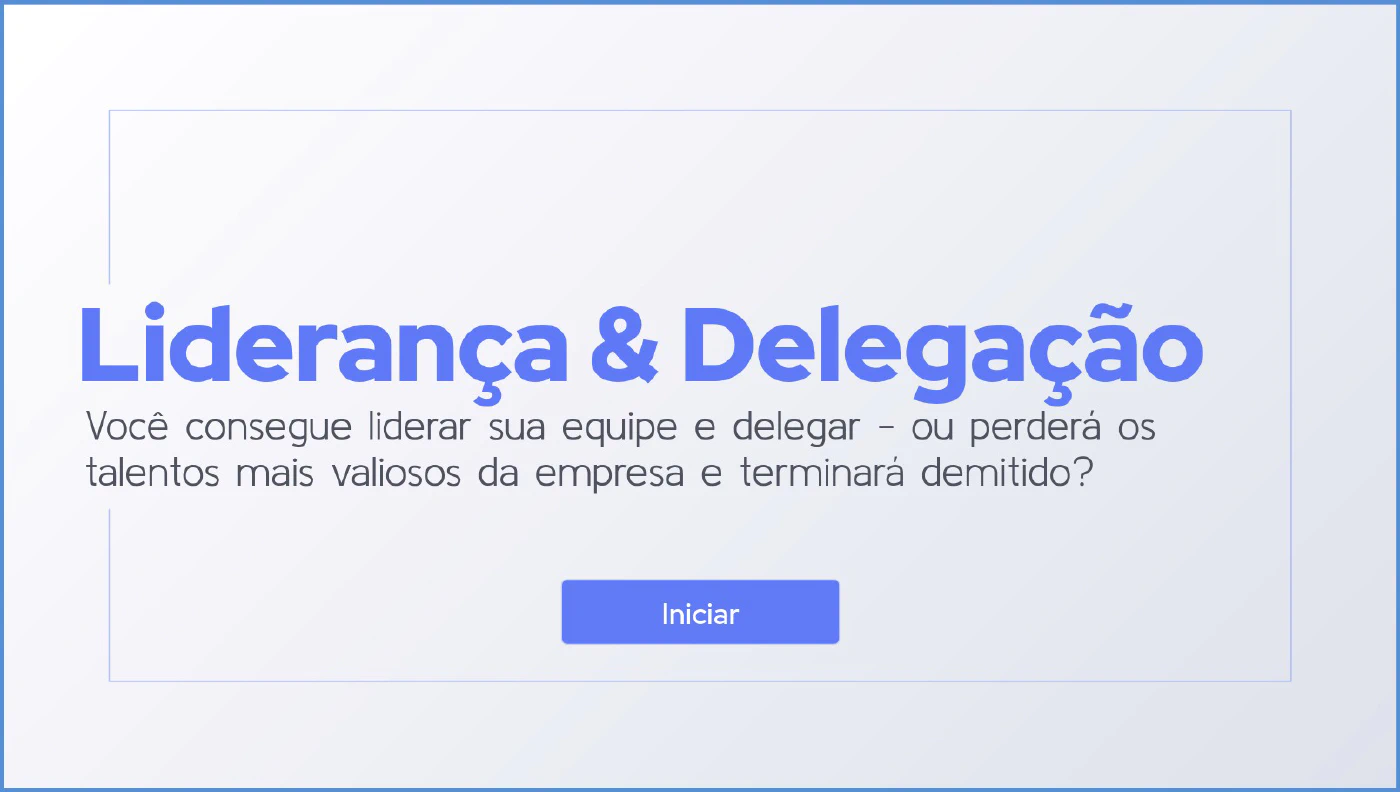 Liderança & Delegação
Você consegue liderar sua equipe e delegar - ou perderá os
talentos mais valiosos da empresa e terminará demitido?
Iniciar